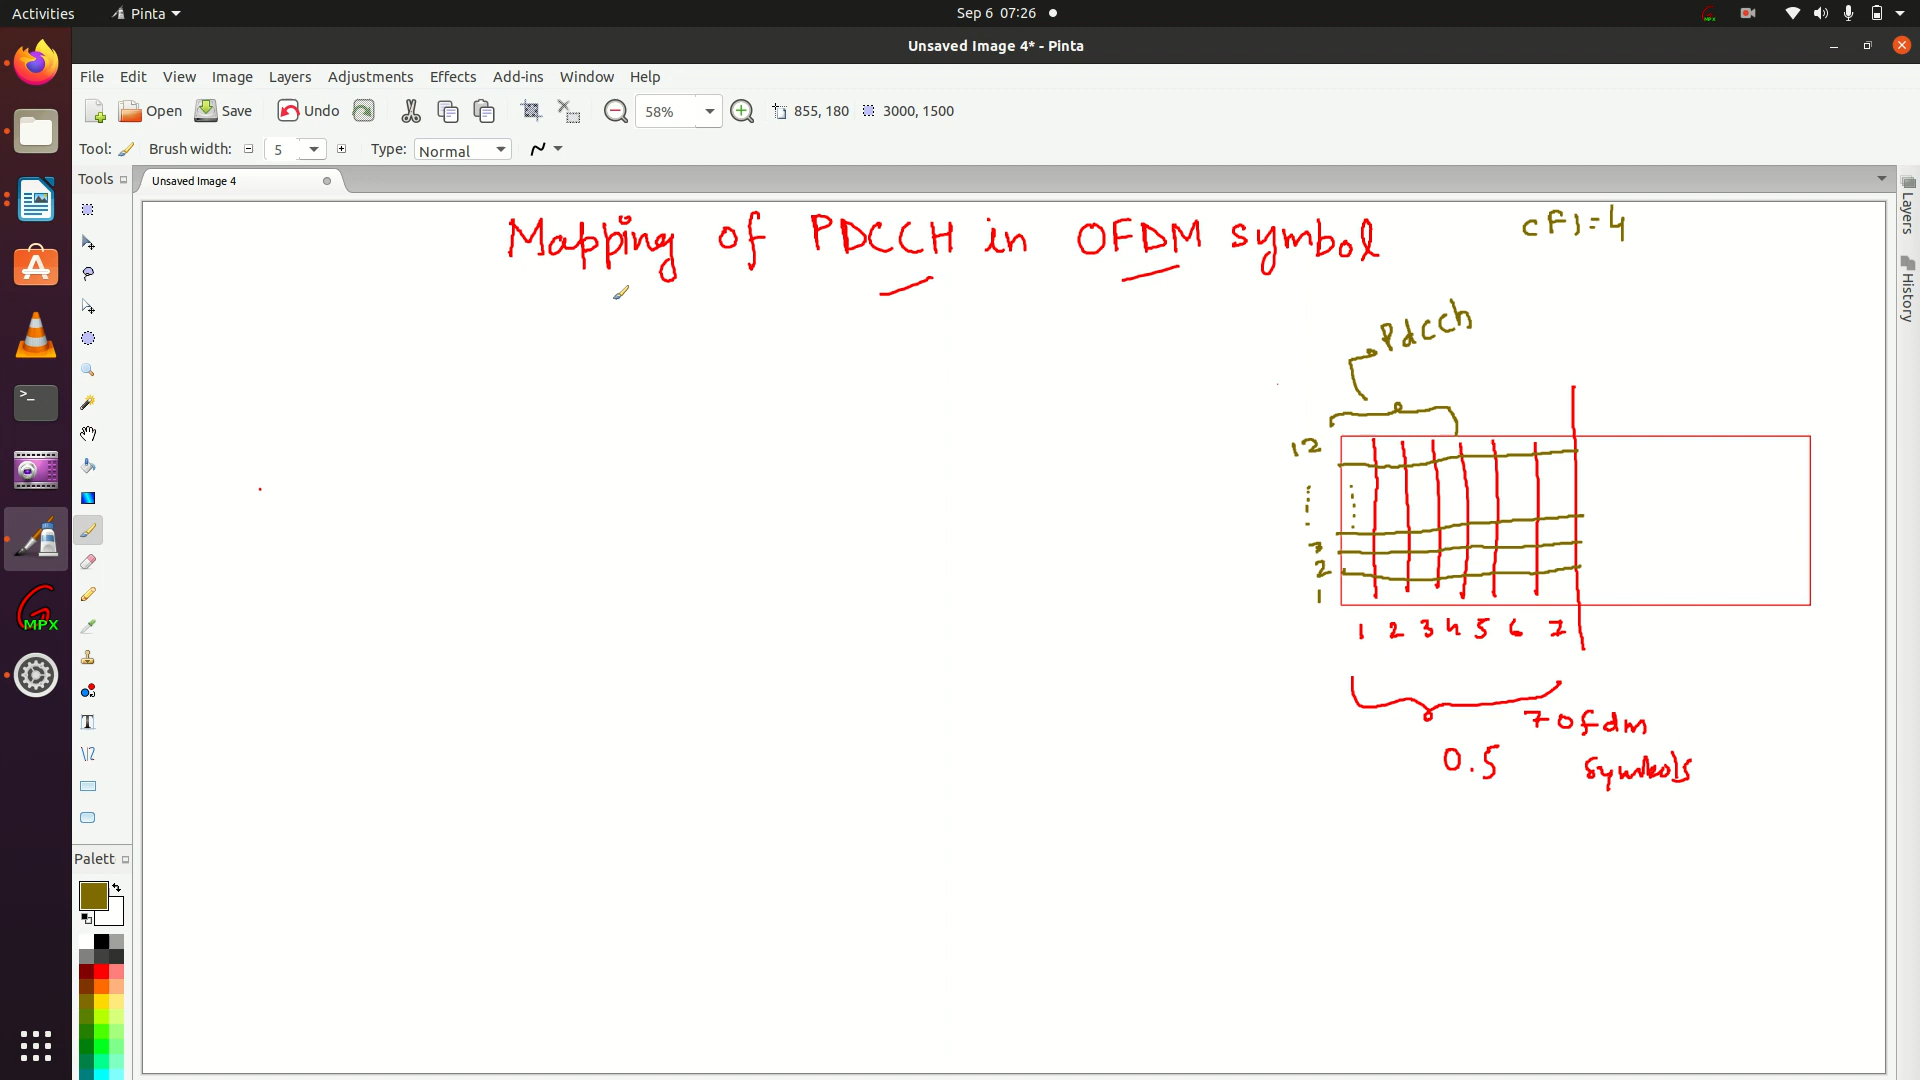 Activities Pinta Sep 6 07:26
Unsaved Image 4* - Pinta
File Edit View Image Layers Adjustments Effects Add-ins Window Help
Open Save Undo 58% 855, 180 3000, 1500
Tool: Brush width: 5 Type: Normal
Tools Unsaved Image 4
Layers
History
Mapping of PDCCH in OFDM symbol
CFI=4
Pdcch
12
3
2
1
1 2 3 4 5 6 7
7 Ofdm
0.5 symbols
MPX
Palett